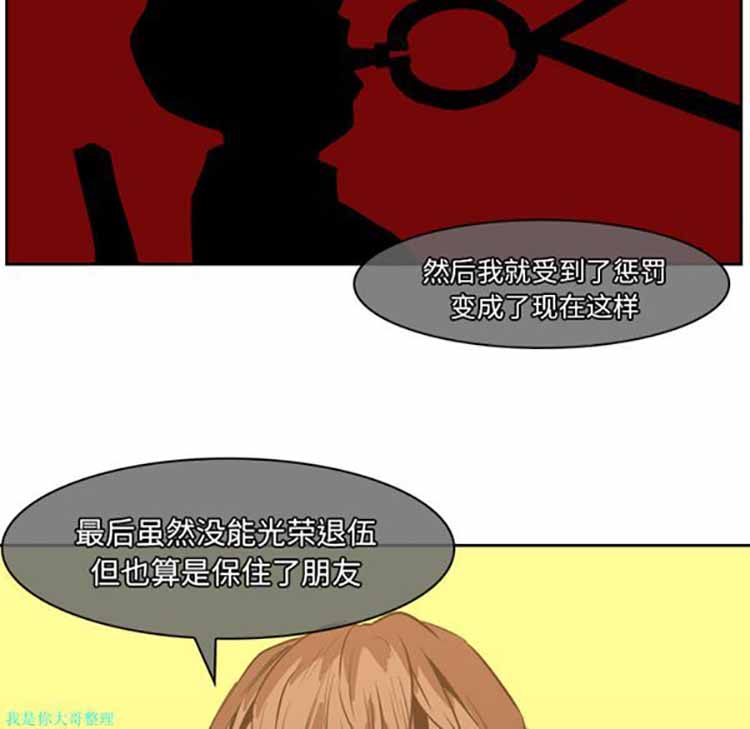 然后我就受到了惩罚
变成了现在这样
最后虽然没能光荣退伍
但也算是保住了朋友
我是你大哥整理